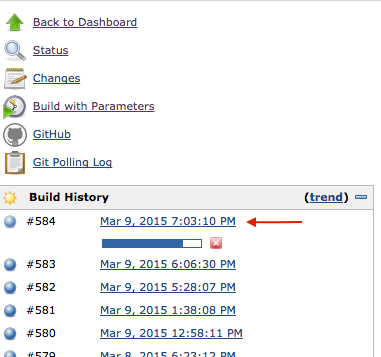 Back to Dashboard
Status
Changes
Build with Parameters
GitHub
Git Polling Log
Build History (trend)
#584 Mar 9, 2015 7:03:10 PM
#583 Mar 9, 2015 6:06:30 PM
#582 Mar 9, 2015 5:28:07 PM
#581 Mar 9, 2015 1:38:08 PM
#580 Mar 9, 2015 12:58:11 PM
#579 Mar 8, 2015 6:23:12 PM